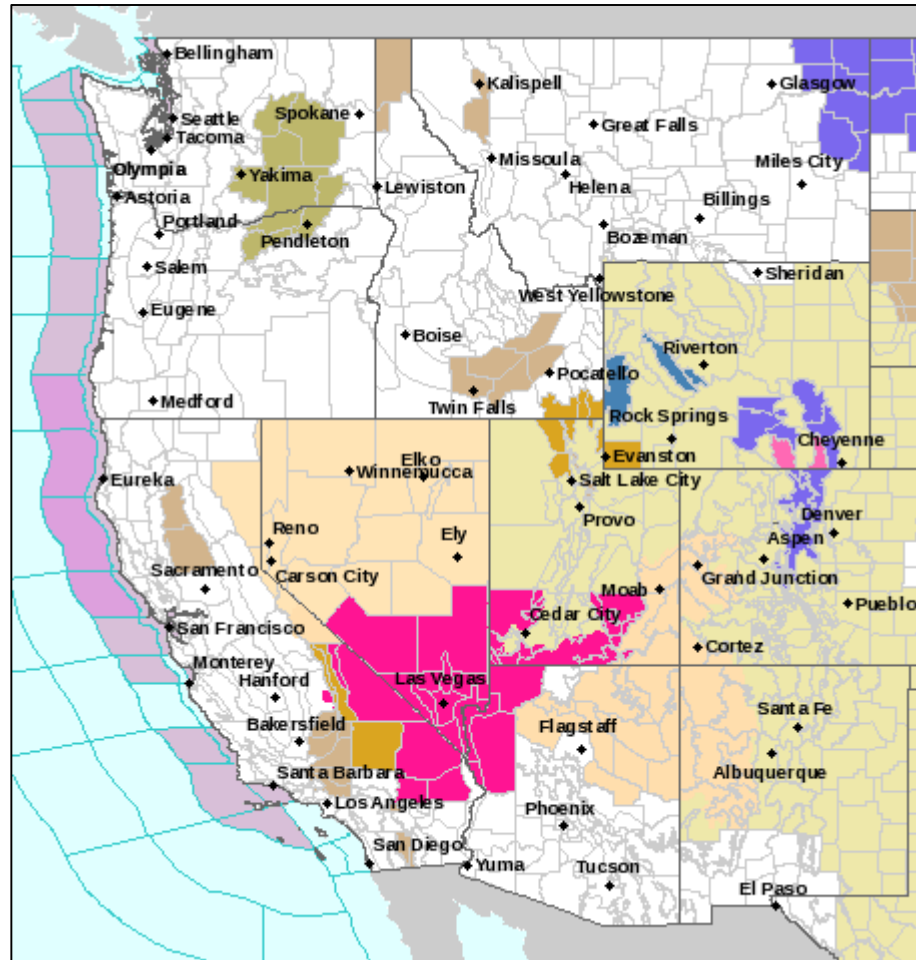 Bellingham
Kalispell
Glasgow
Spokane
Seattle
Great Falls
Tacoma
Olympia
Missoula
Miles City
Yakima
Helena
Lewiston
Astoria
Billings
Portland
Pendleton
Bozeman
Salem
Sheridan
West Yellowstone
Eugene
Boise
Riverton
Pocatello
Medford
Twin Falls
Rock Springs
Cheyenne
Elko
Winnemucca
Evanston
Eureka
Salt Lake City
Provo
Denver
Reno
Ely
Aspen
Sacramento
Carson City
Moab
Grand Junction
Pueblo
San Francisco
Cedar City
Cortez
Monterey
Hanford
Las Vegas
Santa Fe
Bakersfield
Flagstaff
Albuquerque
Santa Barbara
Los Angeles
Phoenix
San Diego
Yuma
Tucson
El Paso